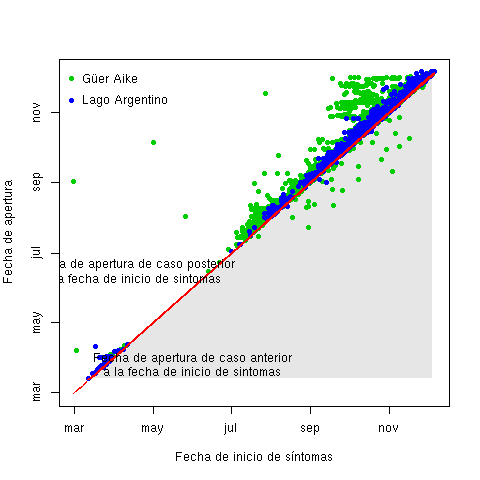 Güer Aike
Lago Argentino
a de apertura de caso posterior
a fecha de inicio de sintomas
Fecha de apertura de caso anterior
a la fecha de inicio de sintomas
Fecha de apertura
mar
may
jul
sep
nov
mar
may
jul
sep
nov
Fecha de inicio de síntomas